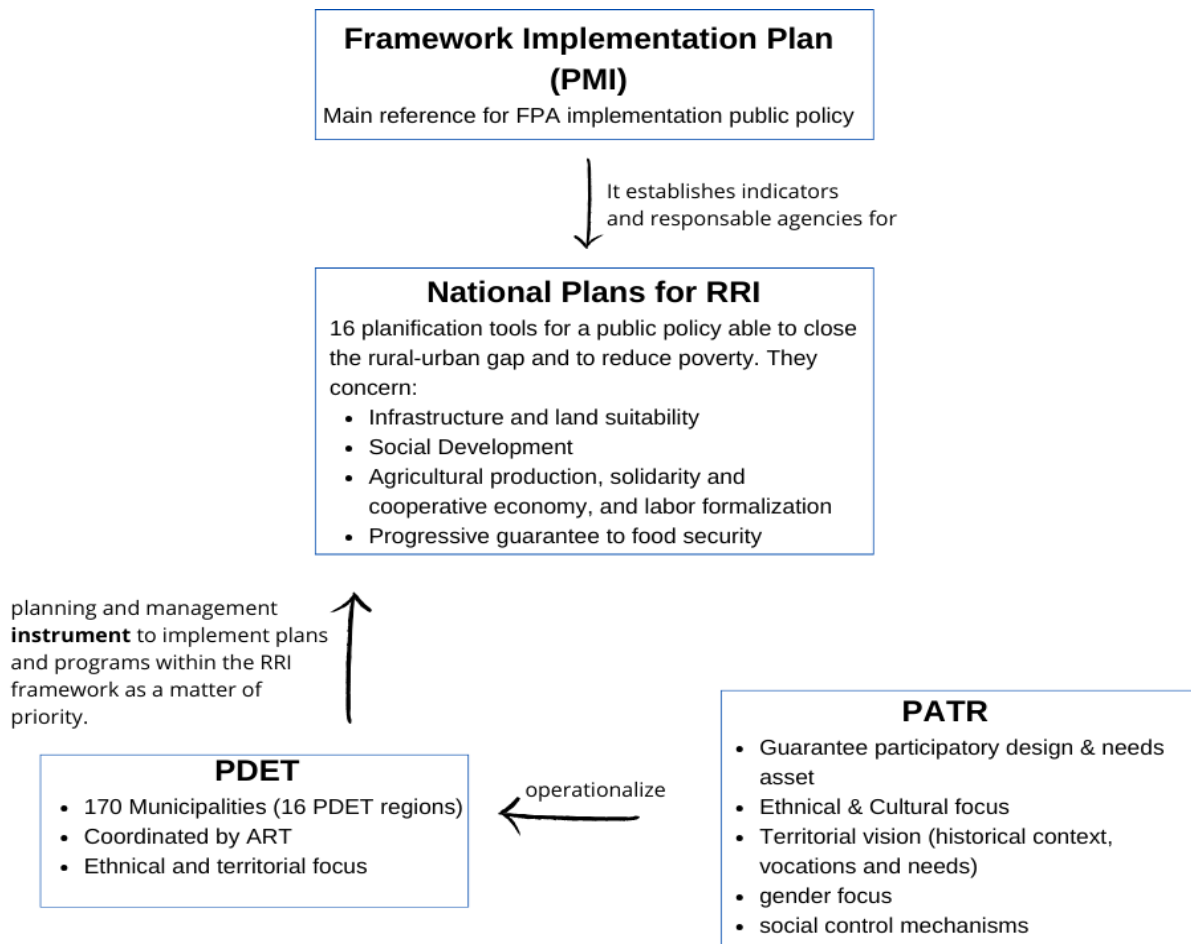 Framework Implementation Plan
(PMI)
Main reference for FPA implementation public policy
It establishes indicators
and responsable agencies for
National Plans for RRI
16 planification tools for a public policy able to close
the rural-urban gap and to reduce poverty. They
concern:
• Infrastructure and land suitability
• Social Development
• Agricultural production, solidarity and
cooperative economy, and labor formalization
• Progressive guarantee to food security
planning and management
instrument to implement plans
and programs within the RRI
framework as a matter of
priority.
PDET
• 170 Municipalities (16 PDET regions)
• Coordinated by ART
• Ethnical and territorial focus
operationalize
PATR
• Guarantee participatory design & needs
asset
• Ethnical & Cultural focus
• Territorial vision (historical context,
vocations and needs)
• gender focus
• social control mechanisms